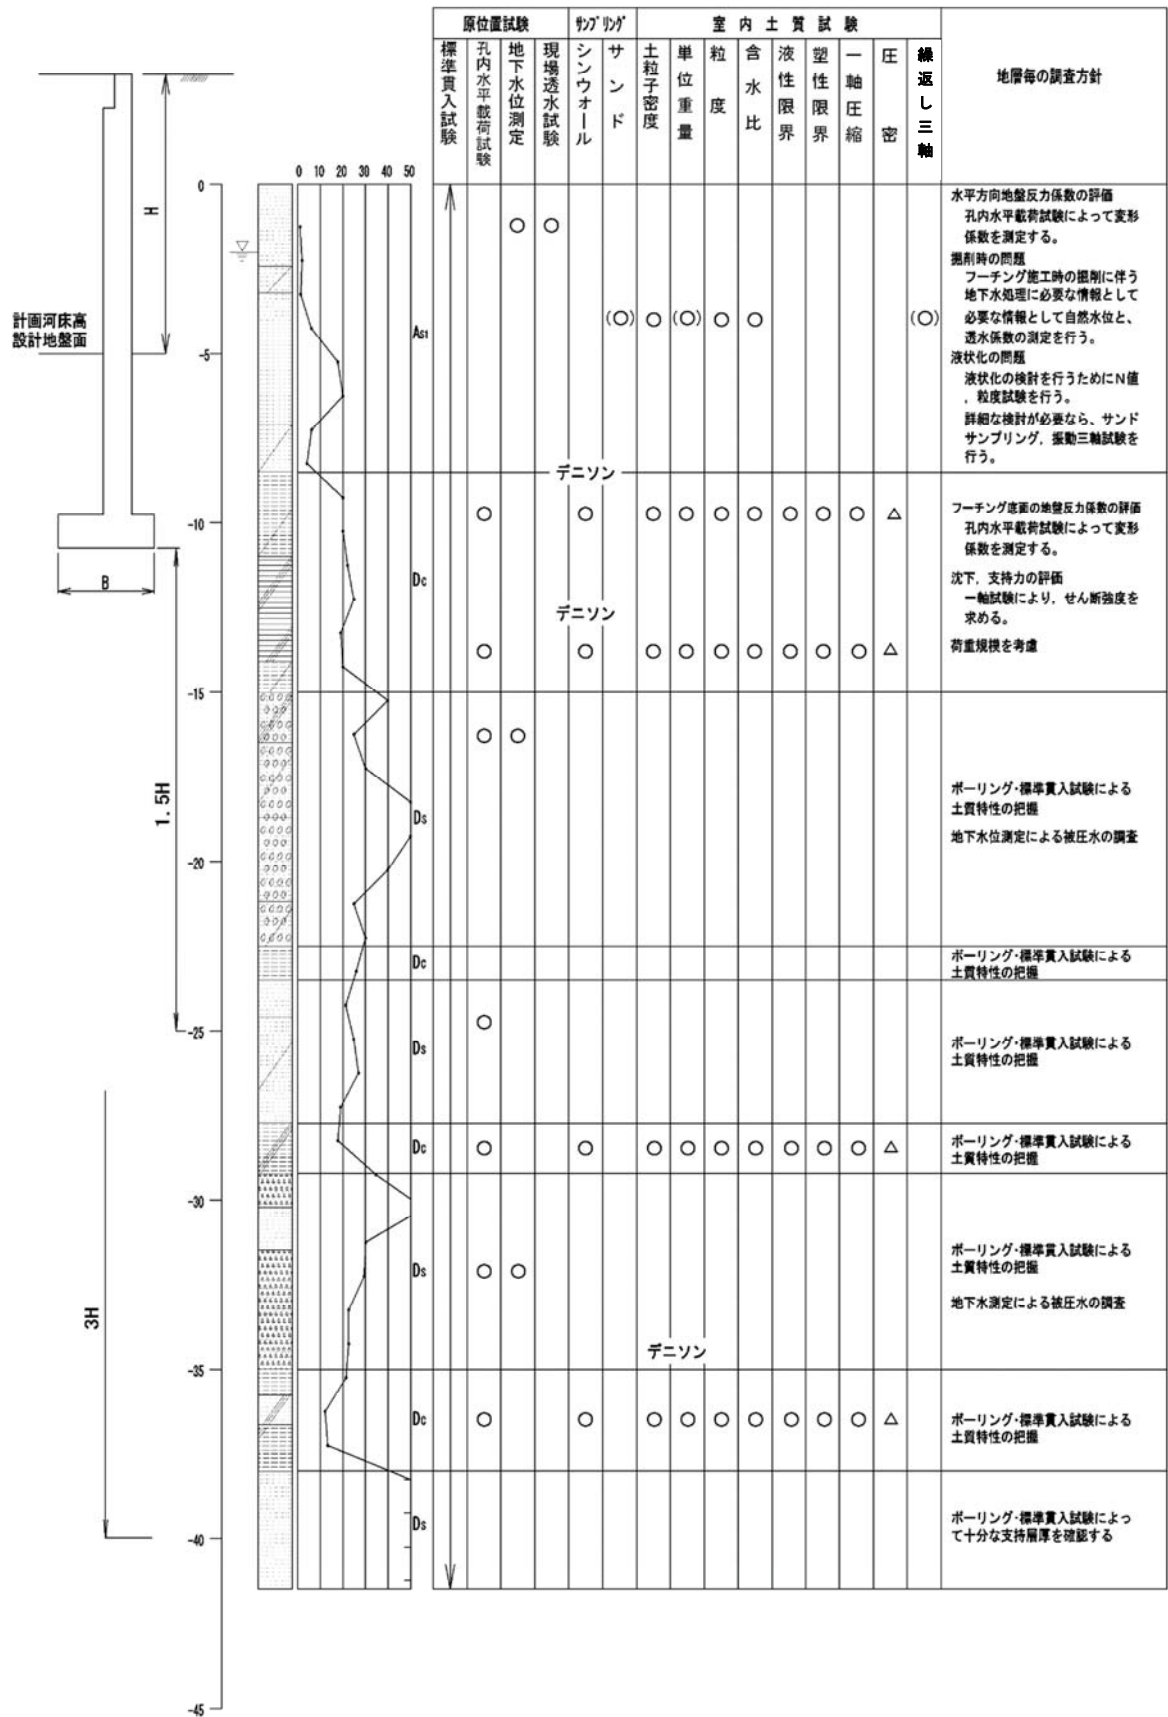 原位置試験
ｻﾝﾌﾟﾘﾝｸﾞ
室内土質試験
標準貫入試験
孔内水平載荷試験
地下水位測定
現場透水試験
シンウォール
サンド
土粒子密度
単位重量
粒度
含水比
液性限界
塑性限界
一軸圧縮
圧密
繰返し三軸
地層毎の調査方針
0 10 20 30 40 50
H
計画河床高
設計地盤面
B
1.5H
3H
0
-5
-10
-15
-20
-25
-30
-35
-40
-45
As1
○ ○
(○) ○ (○) ○ ○ (○)
水平方向地盤反力係数の評価
孔内水平載荷試験によって変形
係数を測定する。
掘削時の問題
フーチング施工時の掘削に伴う
地下水処理に必要な情報として
必要な情報として自然水位と、
透水係数の測定を行う。
液状化の問題
液状化の検討を行うためにN値
，粒度試験を行う。
詳細な検討が必要なら、サンド
サンプリング，振動三軸試験を
行う。
デニソン
Dc
○ ○ ○ ○ ○ ○ ○ ○ ○ △
デニソン
○ ○ ○ ○ ○ ○ ○ ○ ○ △
フーチング底面の地盤反力係数の評価
孔内水平載荷試験によって変形
係数を測定する。
沈下，支持力の評価
一軸試験により，せん断強度を
求める。
荷重規模を考慮
Ds
○ ○
ボーリング・標準貫入試験による
土質特性の把握
地下水位測定による被圧水の調査
Dc
ボーリング・標準貫入試験による
土質特性の把握
Ds
○
ボーリング・標準貫入試験による
土質特性の把握
Dc
○ ○ ○ ○ ○ ○ ○ ○ ○ △
ボーリング・標準貫入試験による
土質特性の把握
Ds
○ ○
ボーリング・標準貫入試験による
土質特性の把握
地下水測定による被圧水の調査
デニソン
Dc
○ ○ ○ ○ ○ ○ ○ ○ ○ △
ボーリング・標準貫入試験による
土質特性の把握
Ds
ボーリング・標準貫入試験によっ
て十分な支持層厚を確認する